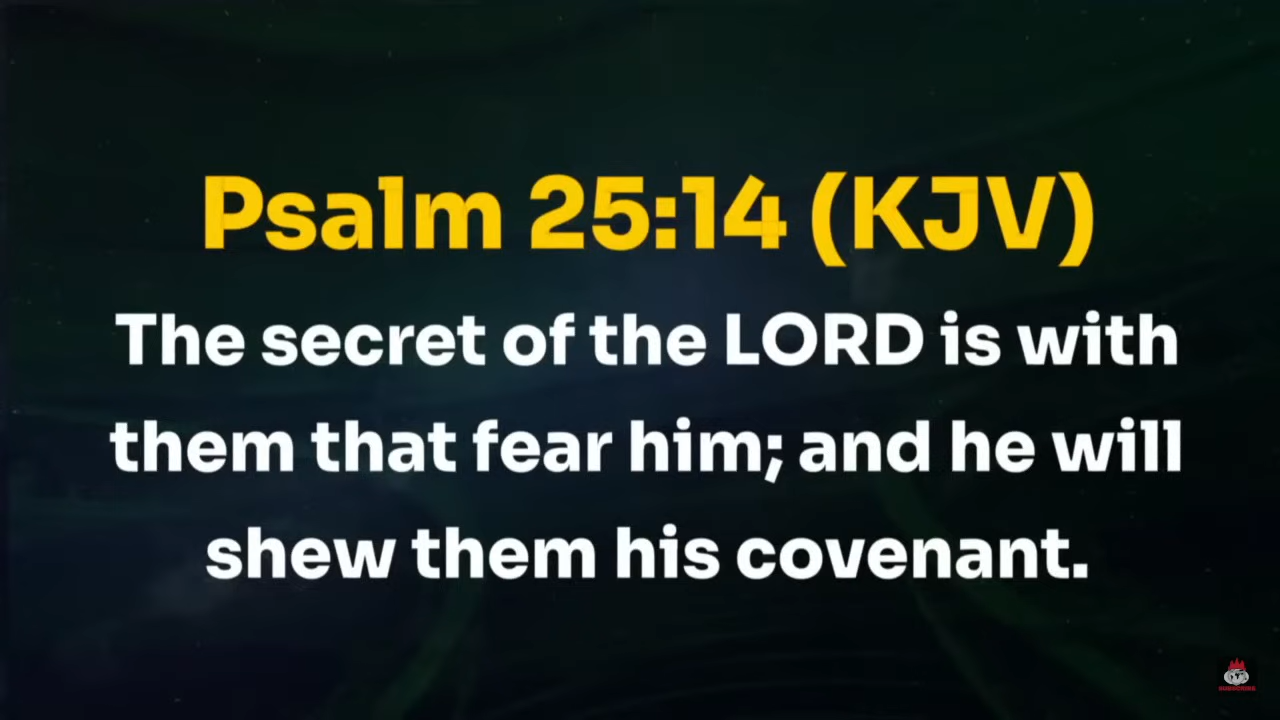 Psalm 25:14 (KJV)
The secret of the LORD is with
them that fear him; and he will
shew them his covenant.
SUBSCRIBE